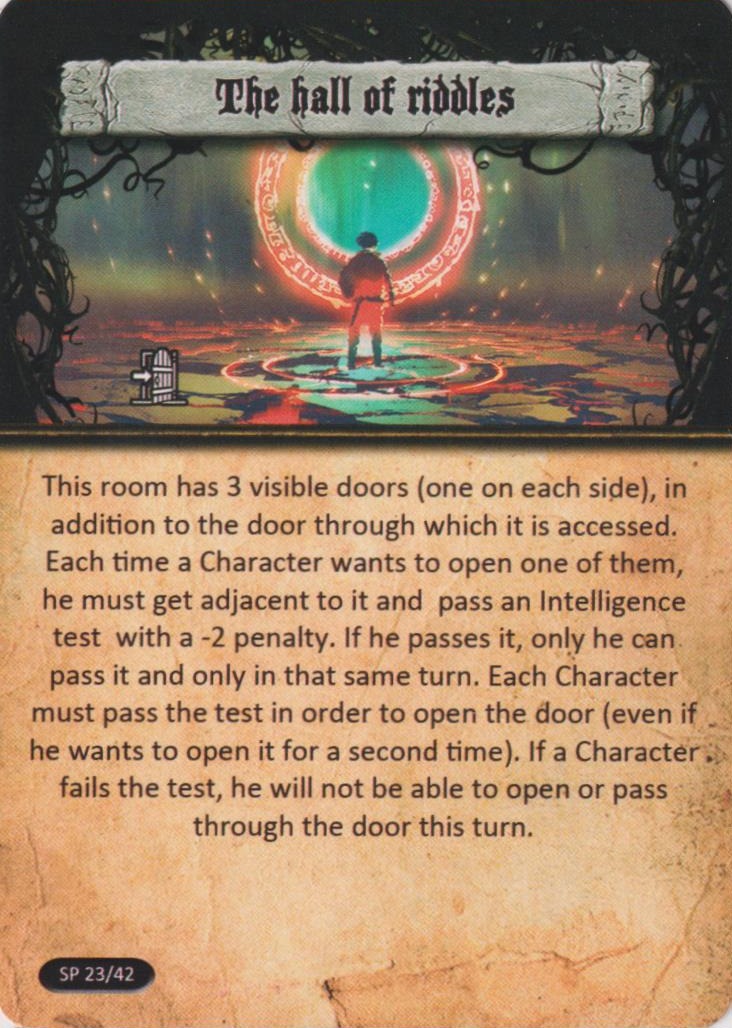 The hall of riddles
This room has 3 visible doors (one on each side), in
addition to the door through which it is accessed.
Each time a Character wants to open one of them,
he must get adjacent to it and  pass an Intelligence
test  with a -2 penalty. If he passes it, only he can
pass it and only in that same turn. Each Character
must pass the test in order to open the door (even if
he wants to open it for a second time). If a Character
fails the test, he will not be able to open or pass
through the door this turn.
SP 23/42